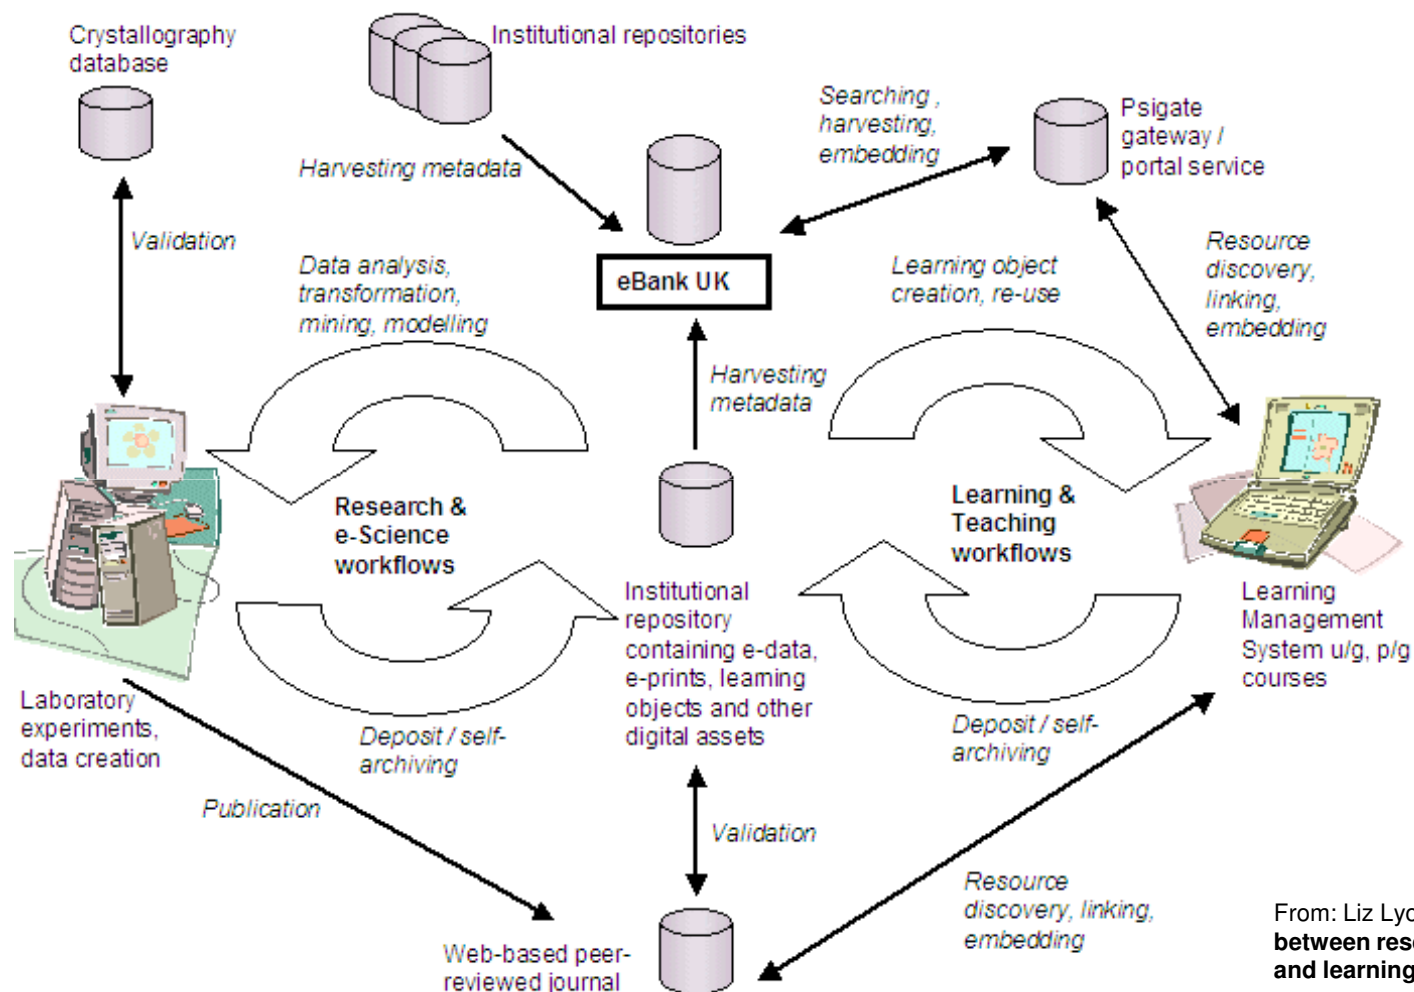 Crystallography
database
Institutional repositories
Searching ,
harvesting,
embedding
Psigate
gateway /
portal service
Harvesting metadata
Validation
Data analysis,
transformation,
mining, modelling
eBank UK
Learning object
creation, re-use
Resource
discovery,
linking,
embedding
Harvesting
metadata
Research &
e-Science
workflows
Learning &
Teaching
workflows
Institutional
repository
containing e-data,
e-prints, learning
objects and other
digital assets
Learning
Management
System u/g, p/g
courses
Laboratory
experiments,
data creation
Deposit / self-
archiving
Deposit / self-
archiving
Publication
Validation
Resource
discovery, linking,
embedding
Web-based peer-
reviewed journal
From: Liz
between
and learning